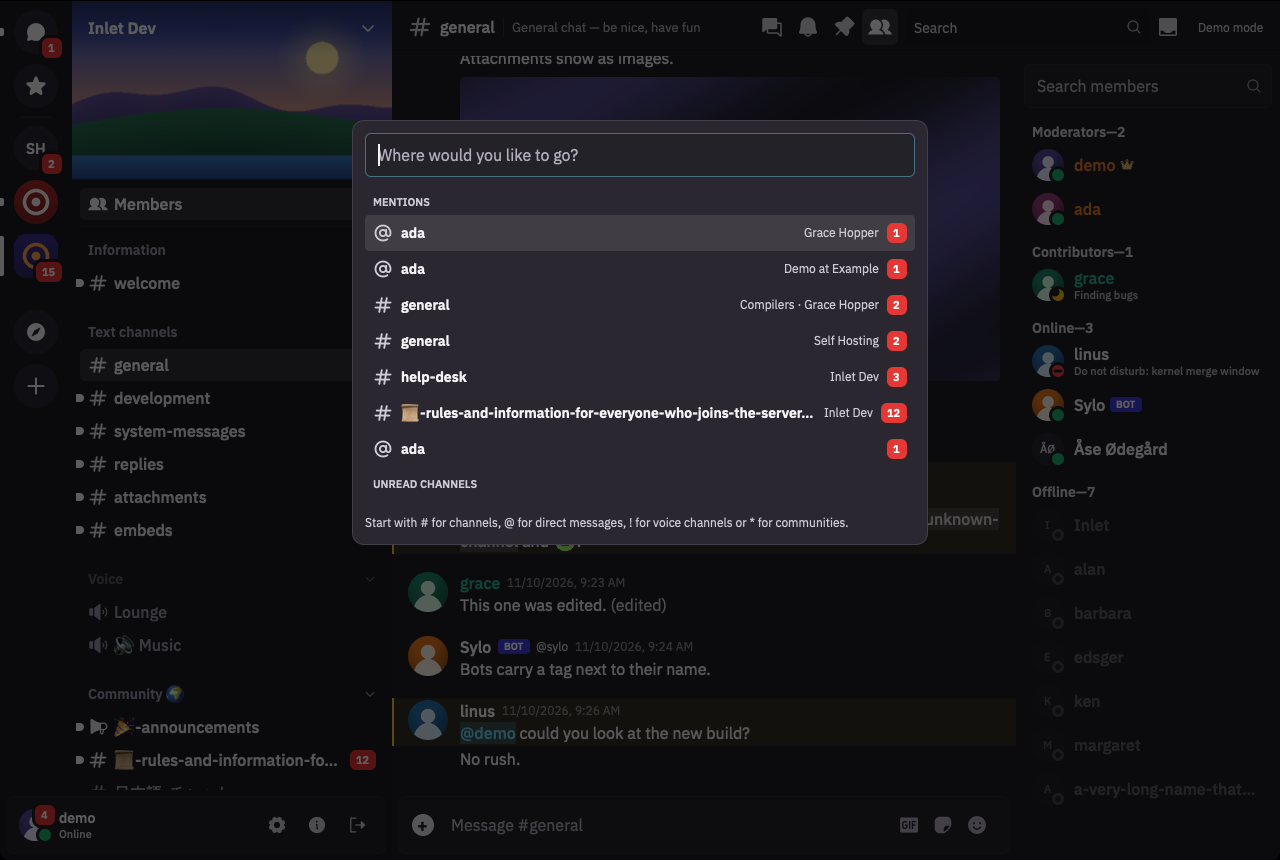 Inlet Dev
1
SH
2
15
Members
Information
welcome
Text channels
general
development
system-messages
replies
attachments
embeds
Voice
Lounge
🔊 Music
Community 🌍
🎉-announcements
📜-rules-and-information-fo... 12
4
demo
Online
# general General chat — be nice, have fun
Search
Demo mode
Attachments show as images.
Where would you like to go?
MENTIONS
@ ada Grace Hopper 1
@ ada Demo at Example 1
# general Compilers · Grace Hopper 2
# general Self Hosting 2
# help-desk Inlet Dev 3
# 📜-rules-and-information-for-everyone-who-joins-the-server... Inlet Dev 12
@ ada 1
UNREAD CHANNELS
Start with # for channels, @ for direct messages, ! for voice channels or * for communities.
unknown-
grace 11/10/2026, 9:23 AM
This one was edited. (edited)
Sylo BOT @sylo 11/10/2026, 9:24 AM
Bots carry a tag next to their name.
linus 11/10/2026, 9:26 AM
@demo could you look at the new build?
No rush.
Message #general
GIF
Search members
Moderators—2
demo
ada
Contributors—1
grace
Finding bugs
Online—3
linus
Do not disturb: kernel merge window
Sylo BOT
ÅØ Åse Ødegård
Offline—7
I Inlet
A alan
B barbara
E edsger
K ken
M margaret
A a-very-long-name-that...